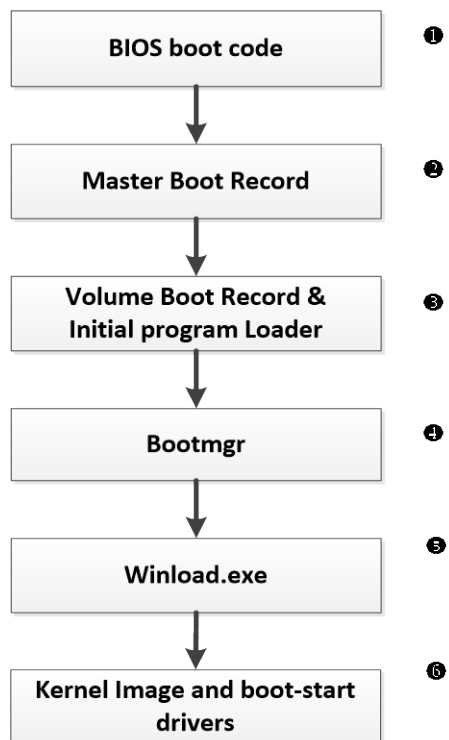 BIOS boot code ❶
Master Boot Record ❷
Volume Boot Record & ❸
Initial program Loader
Bootmgr ❹
Winload.exe ❺
Kernel Image and boot-start ❻
drivers